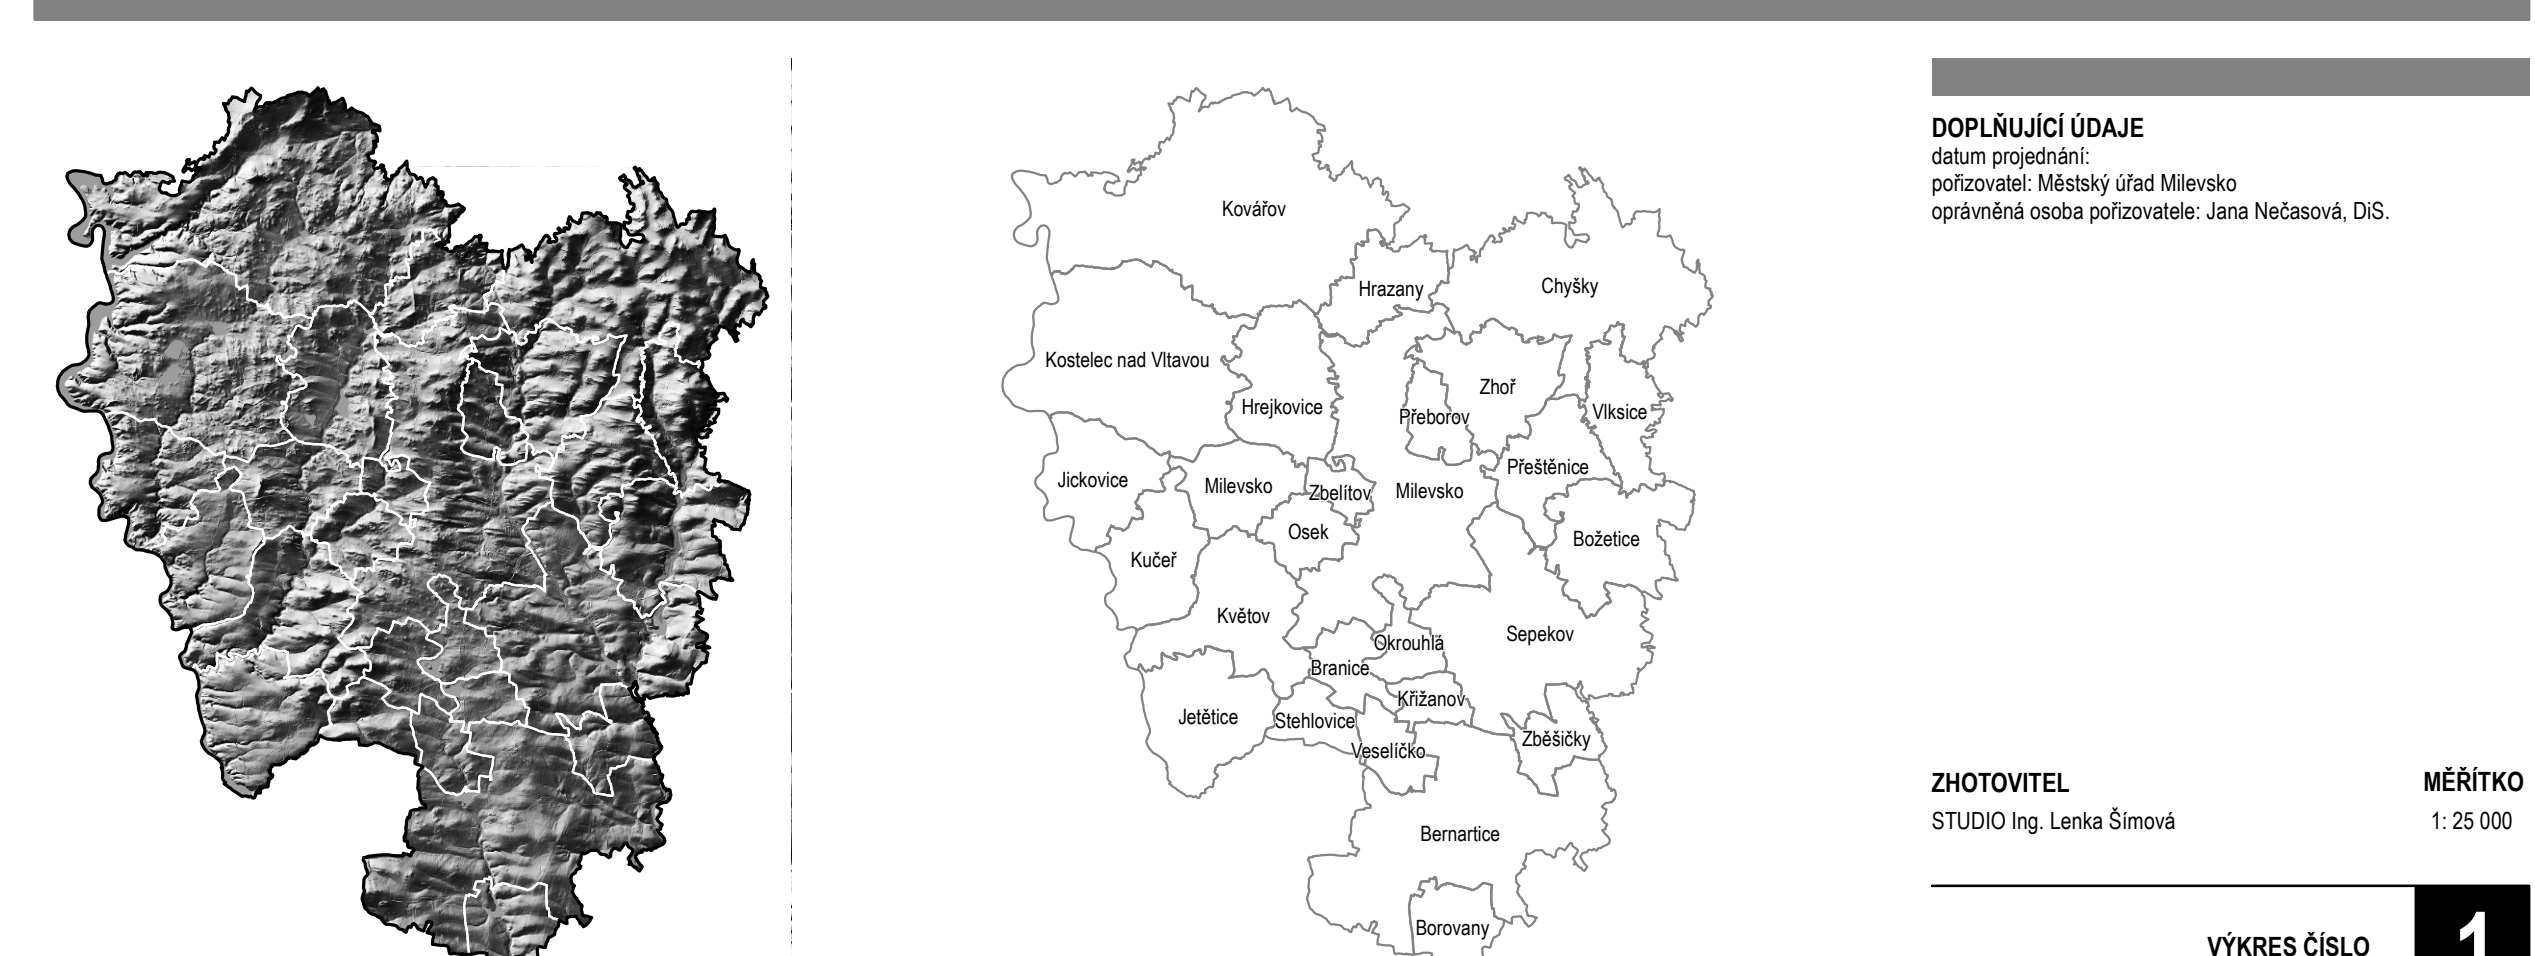 Kovářov
Hrazany
Chyšky
Kostelec nad Vltavou
Hrejkovice
Zhoř
Přeborov
Vlksice
Přeštěnice
Jickovice
Milevsko
Zbelítov
Milevsko
Osek
Božetice
Kučeř
Květov
Okrouhlá
Sepekov
Branice
Křižanov
Jetětice
Stehlovice
Veselíčko
Zběšičky
Bernartice
Borovany
DOPLŇUJÍCÍ ÚDAJE
datum projednání:
pořizovatel: Městský úřad Milevsko
oprávněná osoba pořizovatele: Jana Nečasová, DiS.
ZHOTOVITEL
STUDIO Ing. Lenka Šímová
MĚŘÍTKO
1: 25 000
VÝKRES ČÍSLO
1